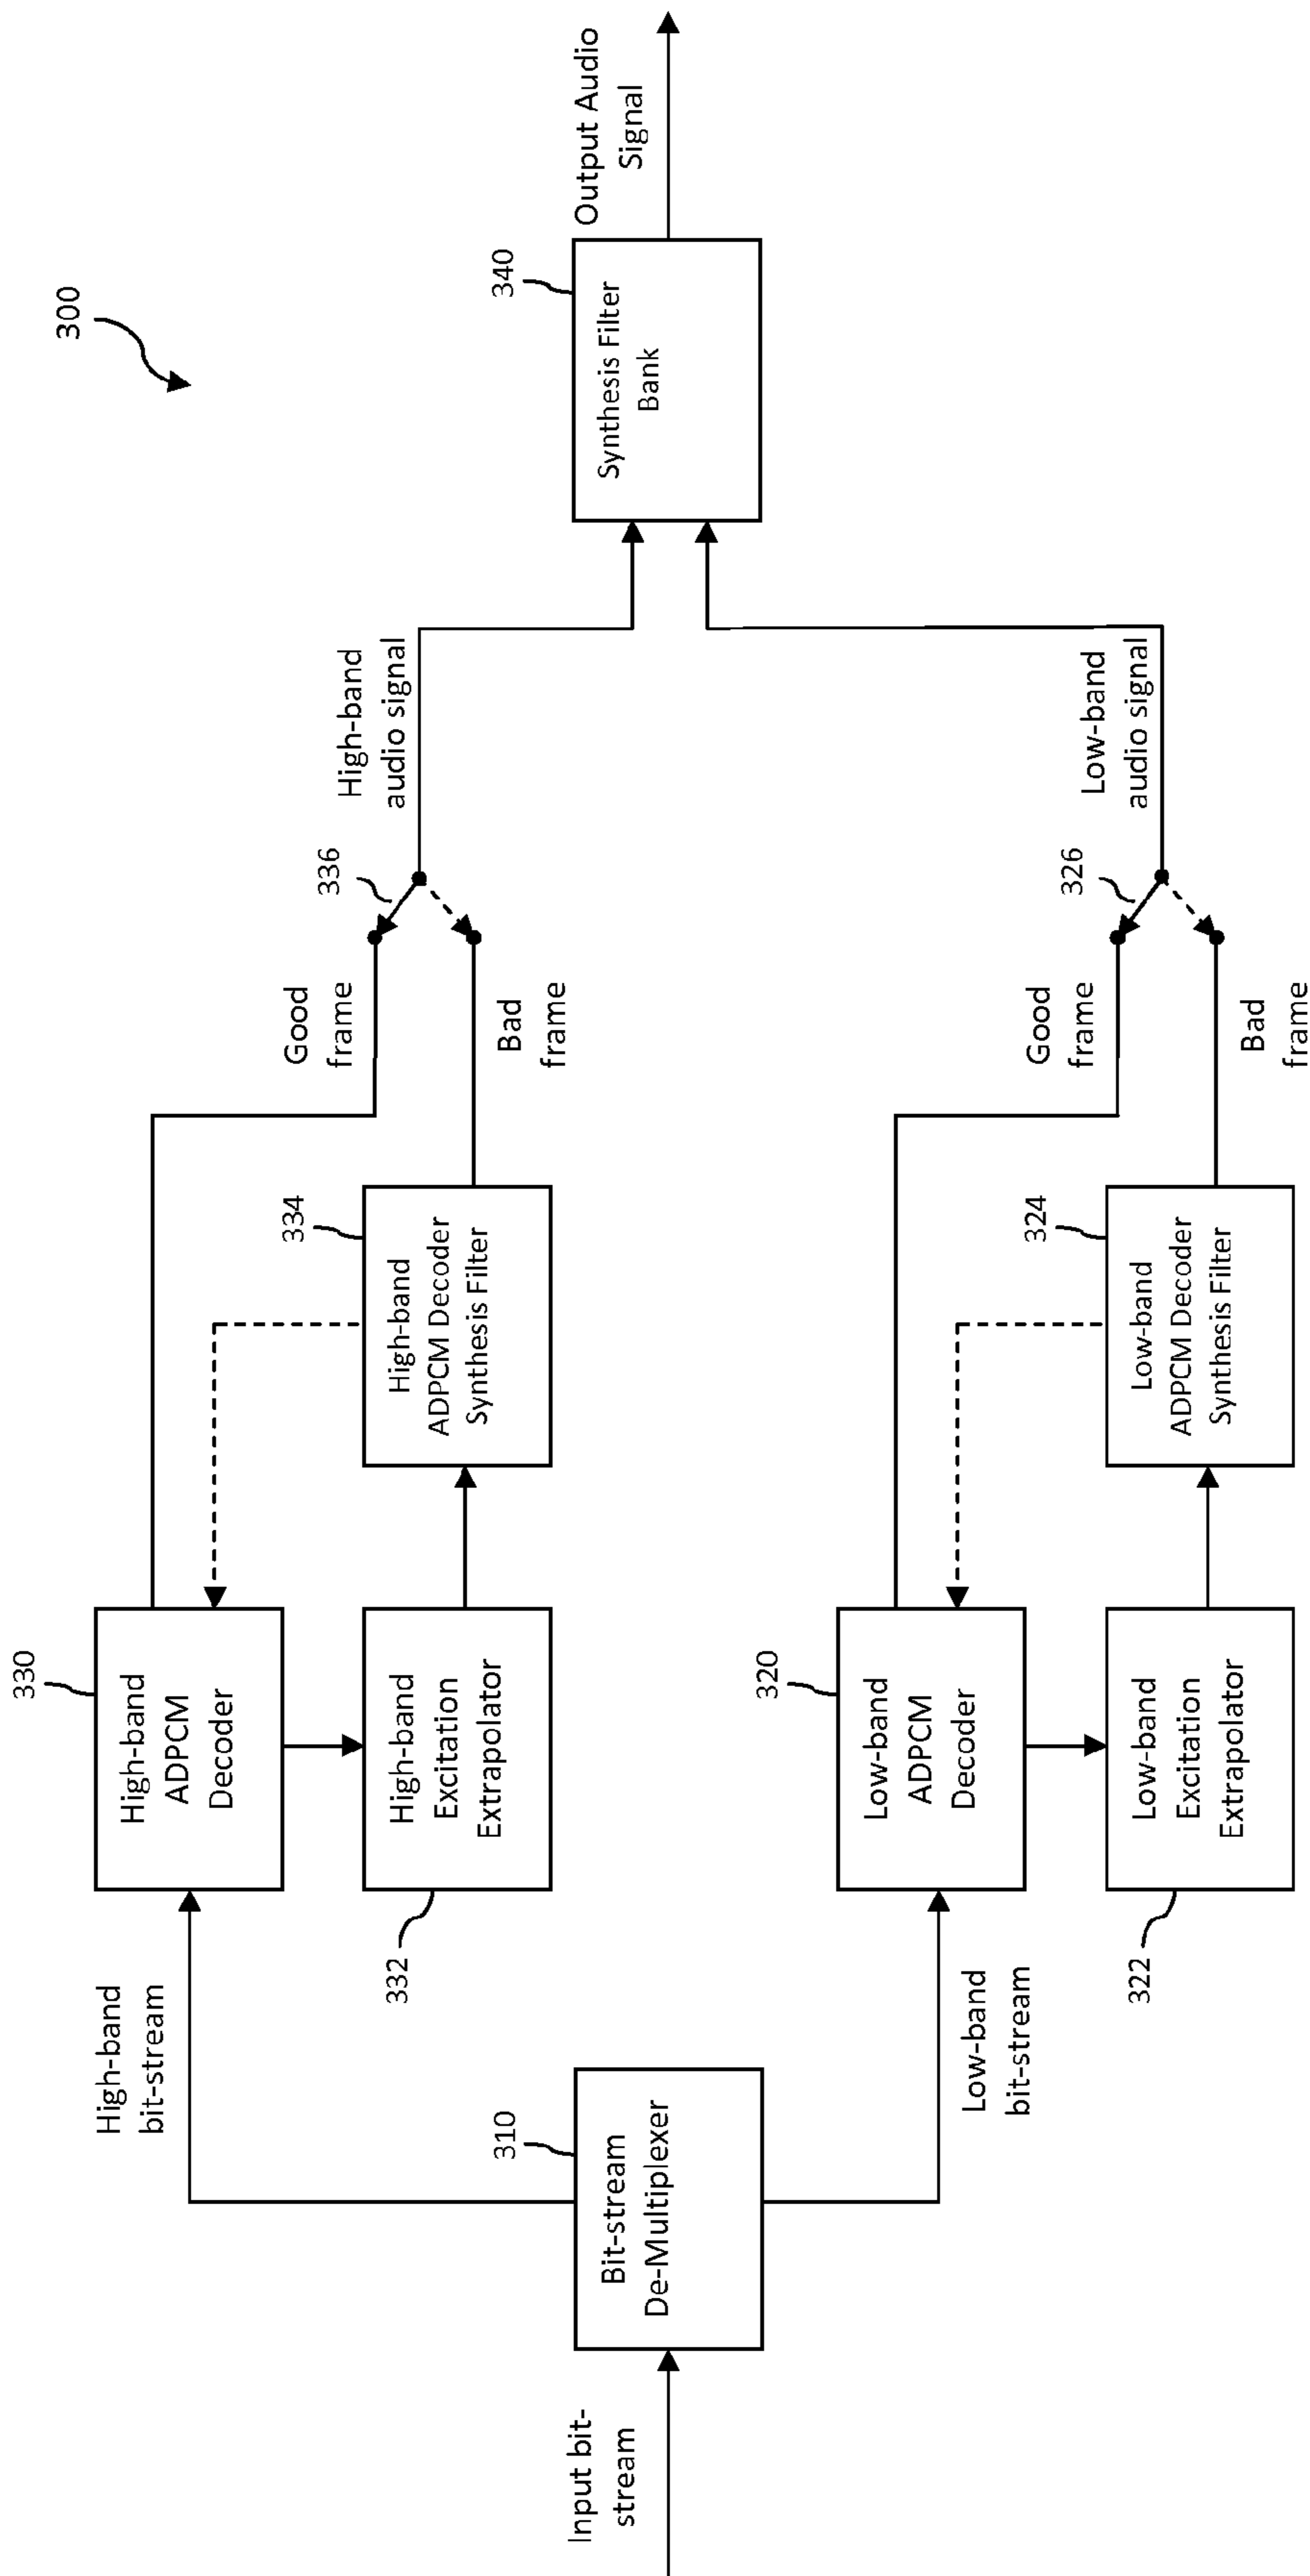 300
Input bit-
stream
310
Bit-stream
De-Multiplexer
High-band
bit-stream
330
High-band
ADPCM
Decoder
332
High-band
Excitation
Extrapolator
334
High-band
ADPCM Decoder
Synthesis Filter
Good
frame
Bad
frame
336
High-band
audio signal
Low-band
bit-stream
320
Low-band
ADPCM
Decoder
322
Low-band
Excitation
Extrapolator
324
Low-band
ADPCM Decoder
Synthesis Filter
Good
frame
Bad
frame
326
Low-band
audio signal
340
Synthesis Filter
Bank
Output Audio
Signal